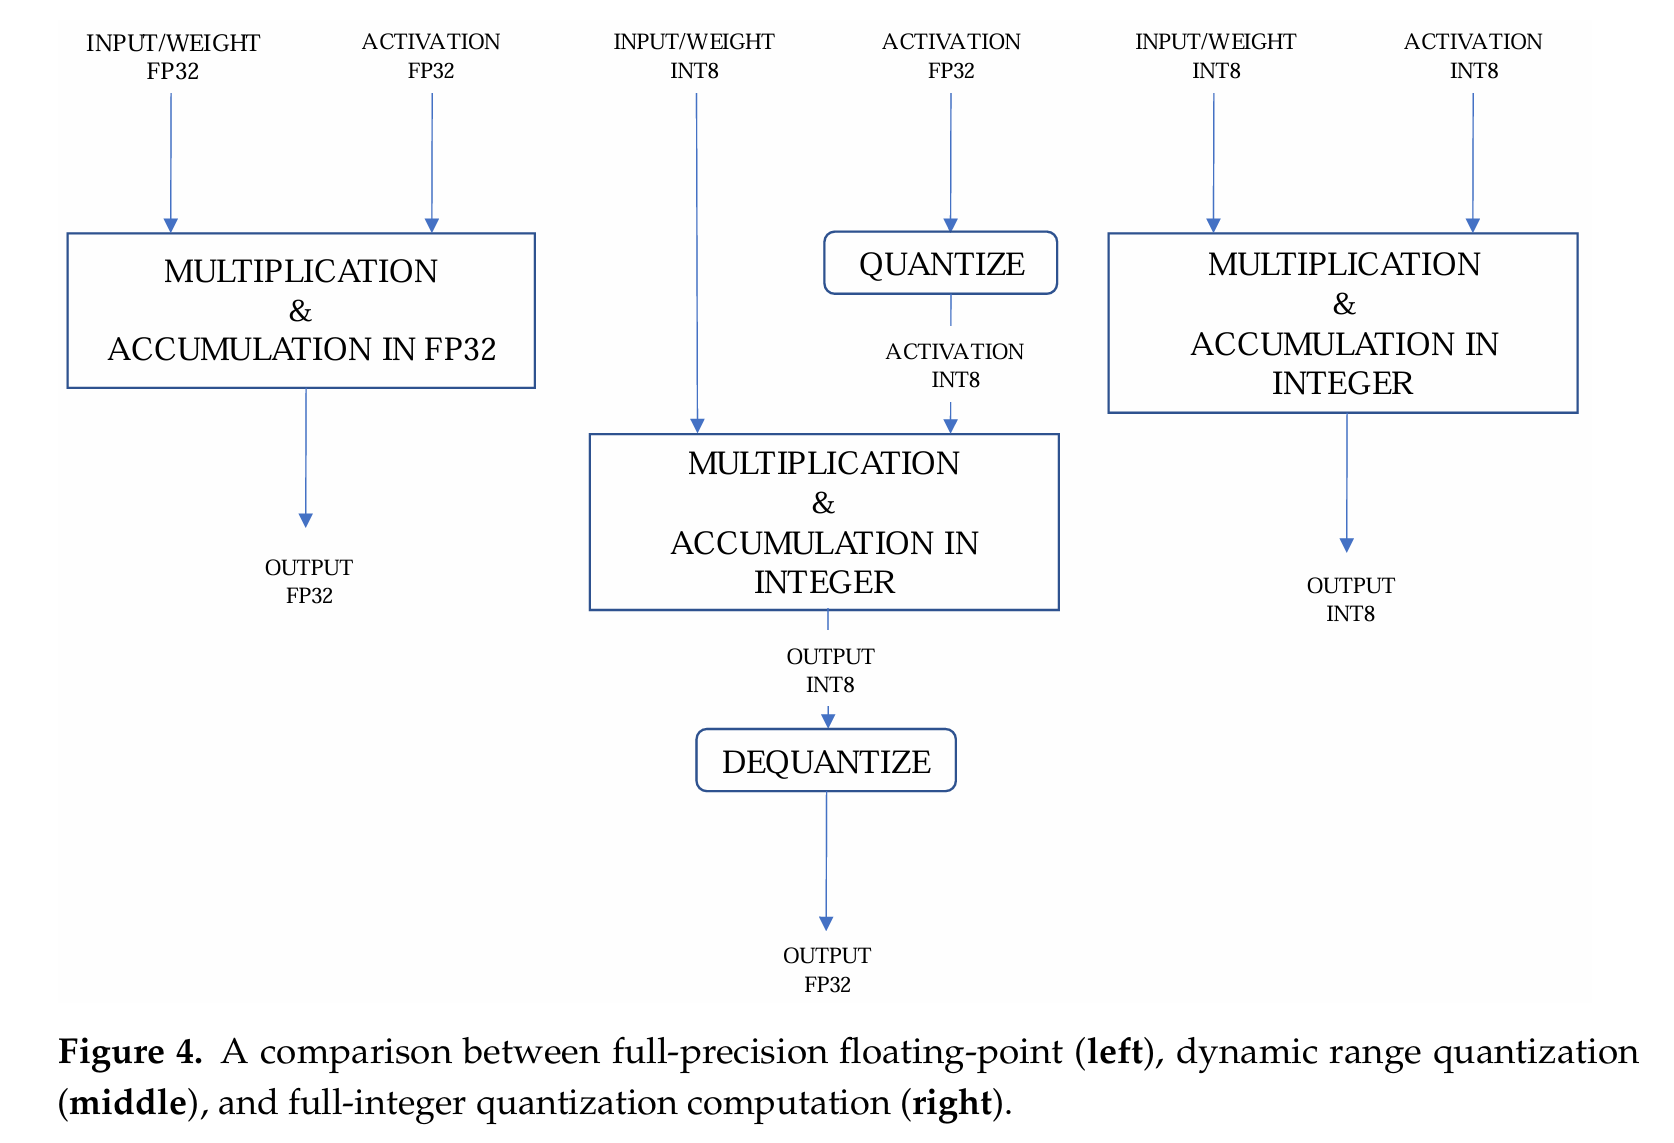 INPUT/WEIGHT
FP32
ACTIVATION
FP32
MULTIPLICATION
&
ACCUMULATION IN FP32
OUTPUT
FP32
INPUT/WEIGHT
INT8
ACTIVATION
FP32
QUANTIZE
ACTIVATION
INT8
MULTIPLICATION
&
ACCUMULATION IN
INTEGER
OUTPUT
INT8
DEQUANTIZE
OUTPUT
FP32
INPUT/WEIGHT
INT8
ACTIVATION
INT8
MULTIPLICATION
&
ACCUMULATION IN
INTEGER
OUTPUT
INT8
Figure 4. A comparison between full-precision floating-point (left), dynamic range quantization
(middle), and full-integer quantization computation (right).